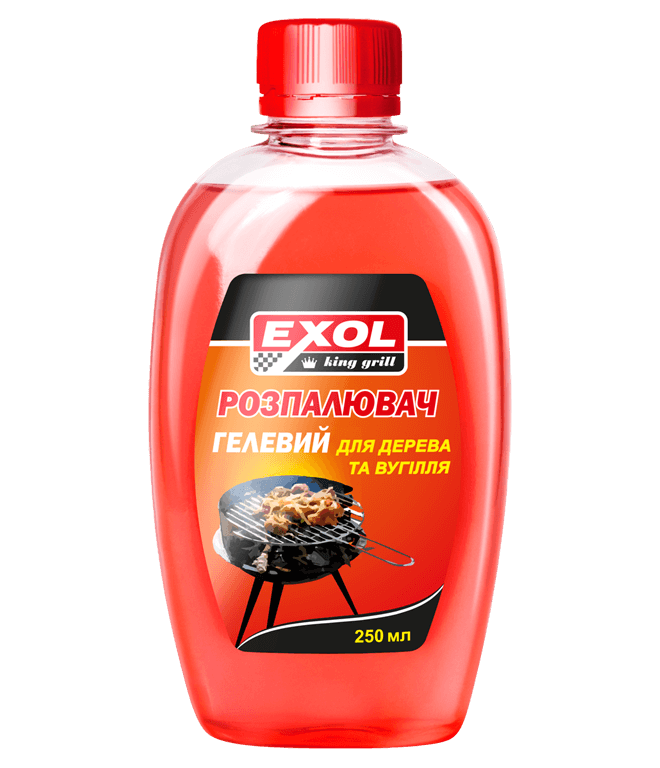 EXOL
king grill
РОЗПАЛЮВАЧ
ГЕЛЕВИЙ ДЛЯ ДЕРЕВА
ТА ВУГІЛЛЯ
250 мл